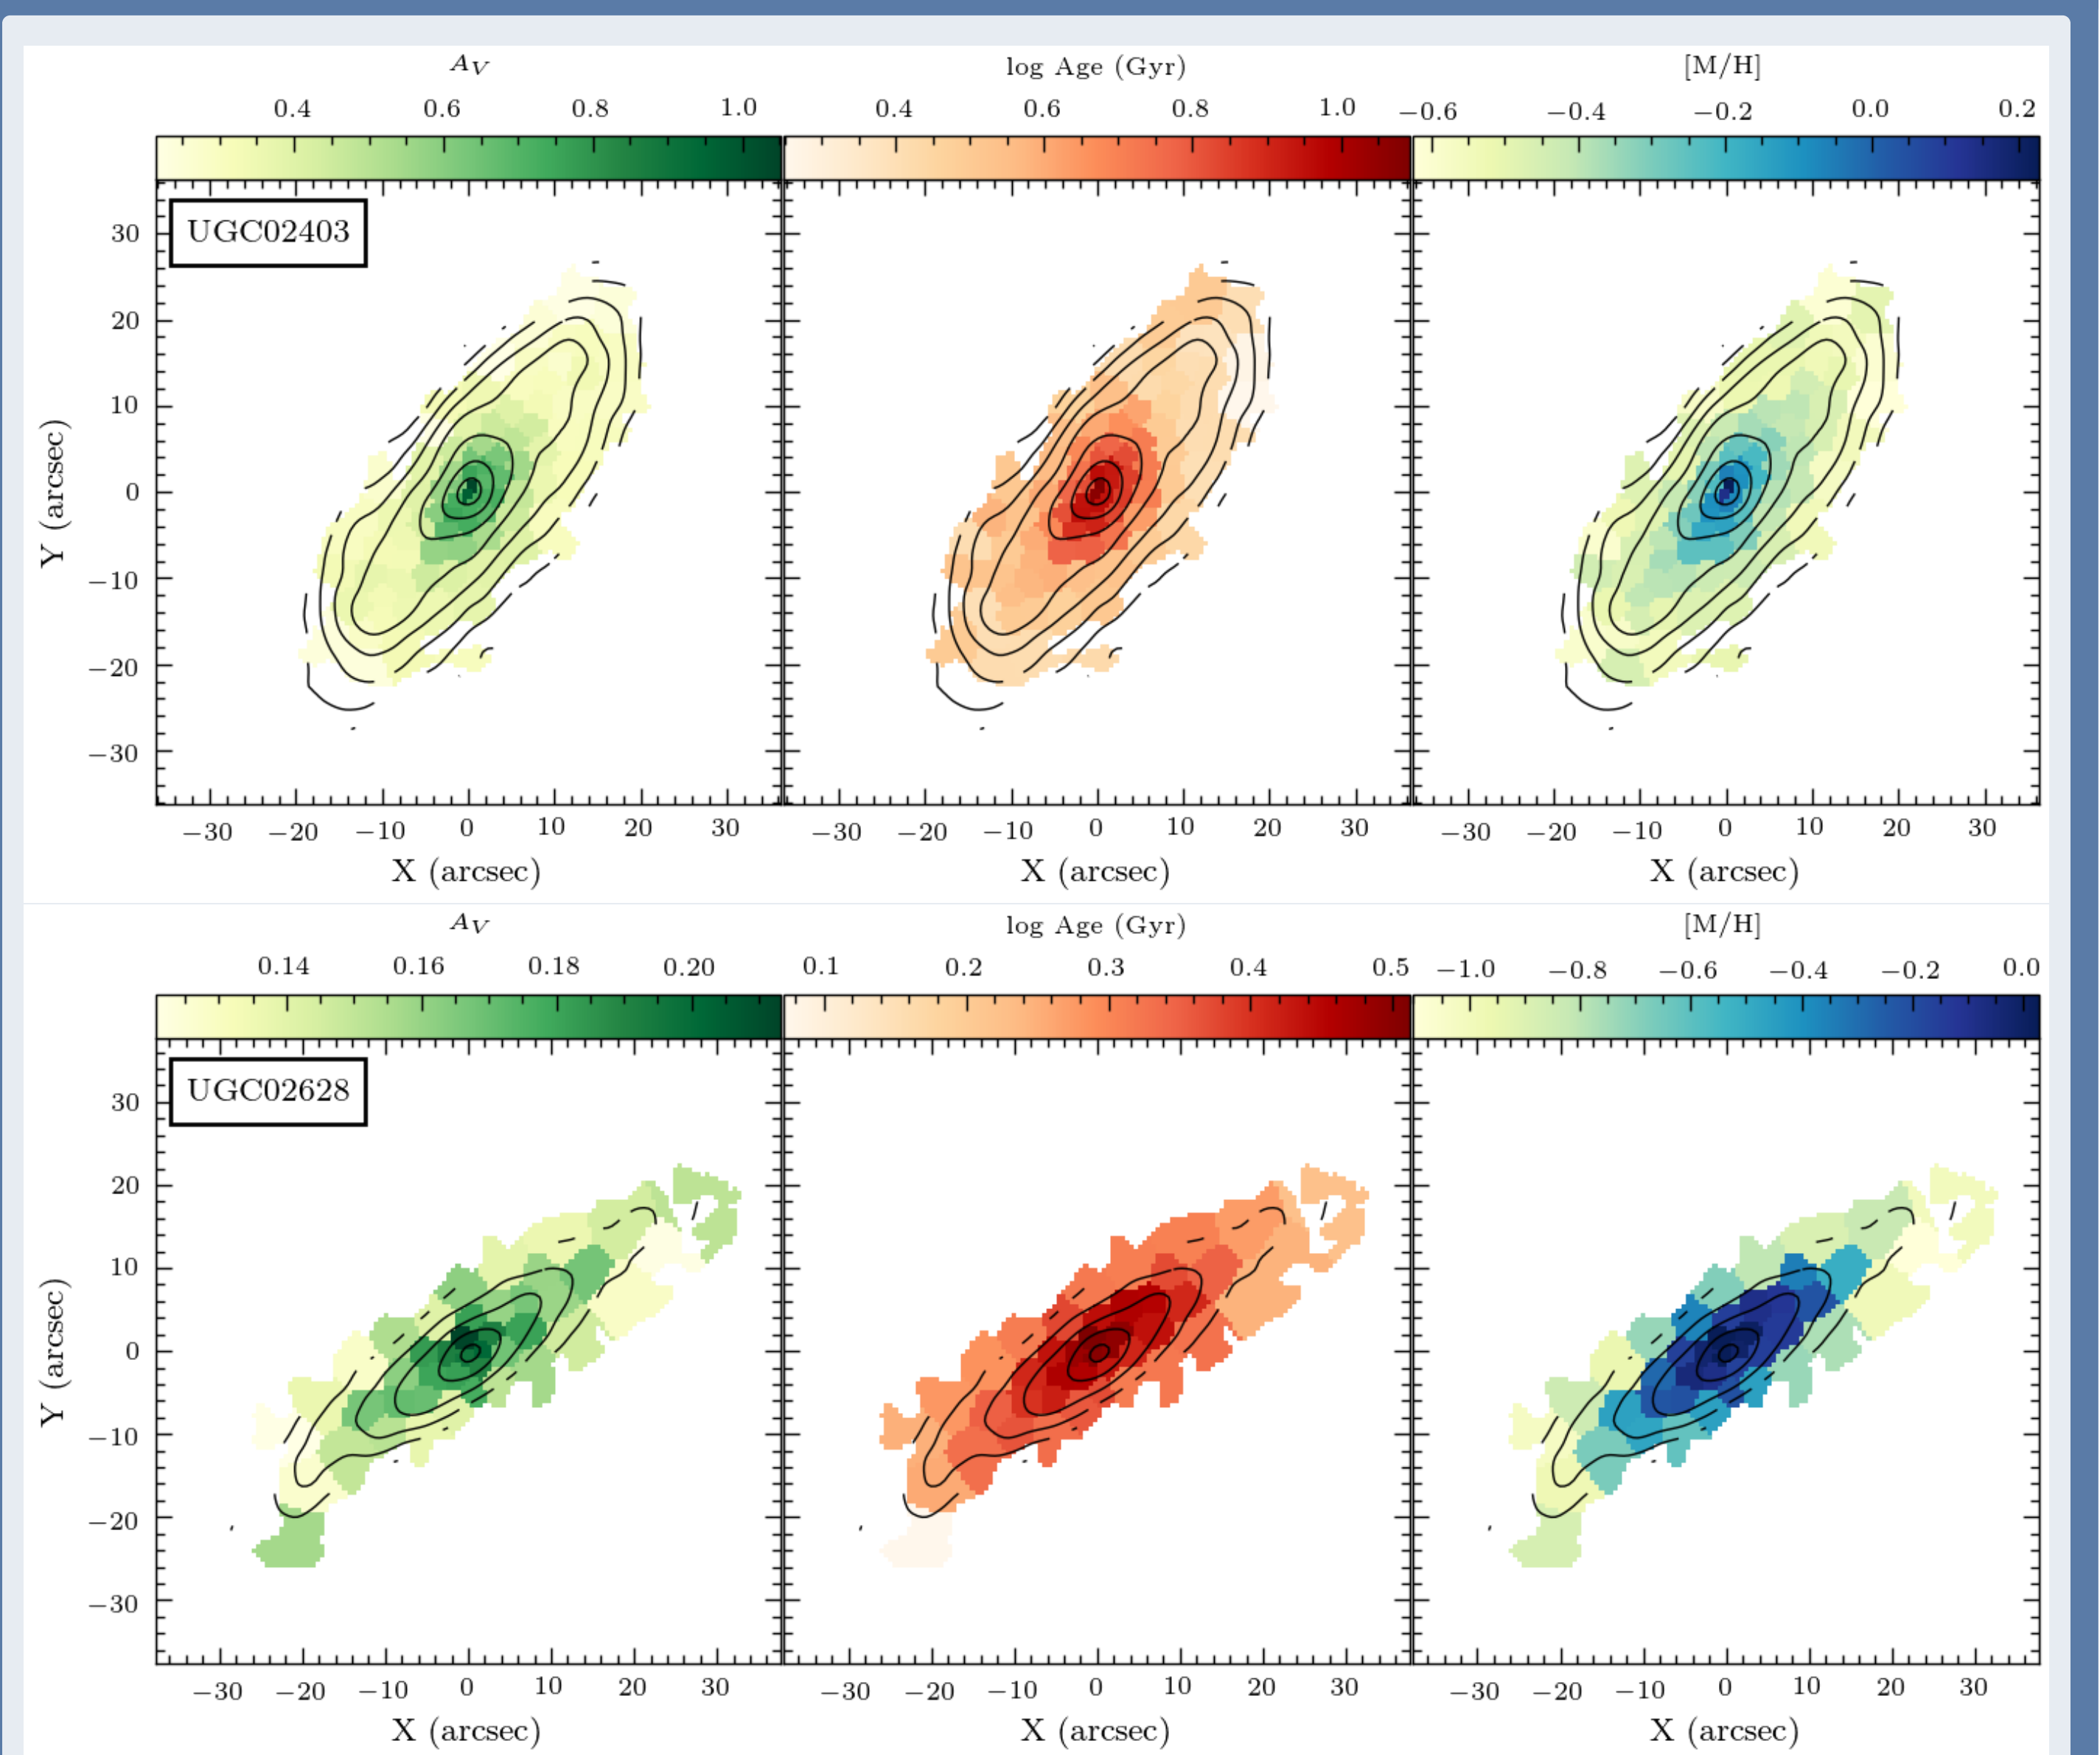 A_V log Age (Gyr) [M/H]
0.4 0.6 0.8 1.0 0.4 0.6 0.8 1.0 −0.6 −0.4 −0.2 0.0 0.2
UGC02403
30
20
10
0
−10
−20
−30
Y (arcsec)
−30 −20 −10 0 10 20 30 −30 −20 −10 0 10 20 30 −30 −20 −10 0 10 20 30
X (arcsec) X (arcsec) X (arcsec)
A_V log Age (Gyr) [M/H]
0.14 0.16 0.18 0.20 0.1 0.2 0.3 0.4 0.5 −1.0 −0.8 −0.6 −0.4 −0.2 0.0
UGC02628
30
20
10
0
−10
−20
−30
Y (arcsec)
−30 −20 −10 0 10 20 30 −30 −20 −10 0 10 20 30 −30 −20 −10 0 10 20 30
X (arcsec) X (arcsec) X (arcsec)